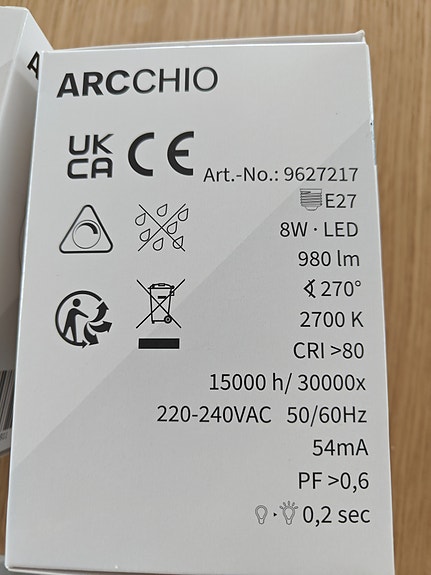 ARCCHIO
UK
CA CE
Art.-No.: 9627217
E27
8W · LED
980 lm
∢ 270°
2700 K
CRI >80
15000 h/ 30000x
220-240VAC 50/60Hz
54mA
PF >0,6
0,2 sec